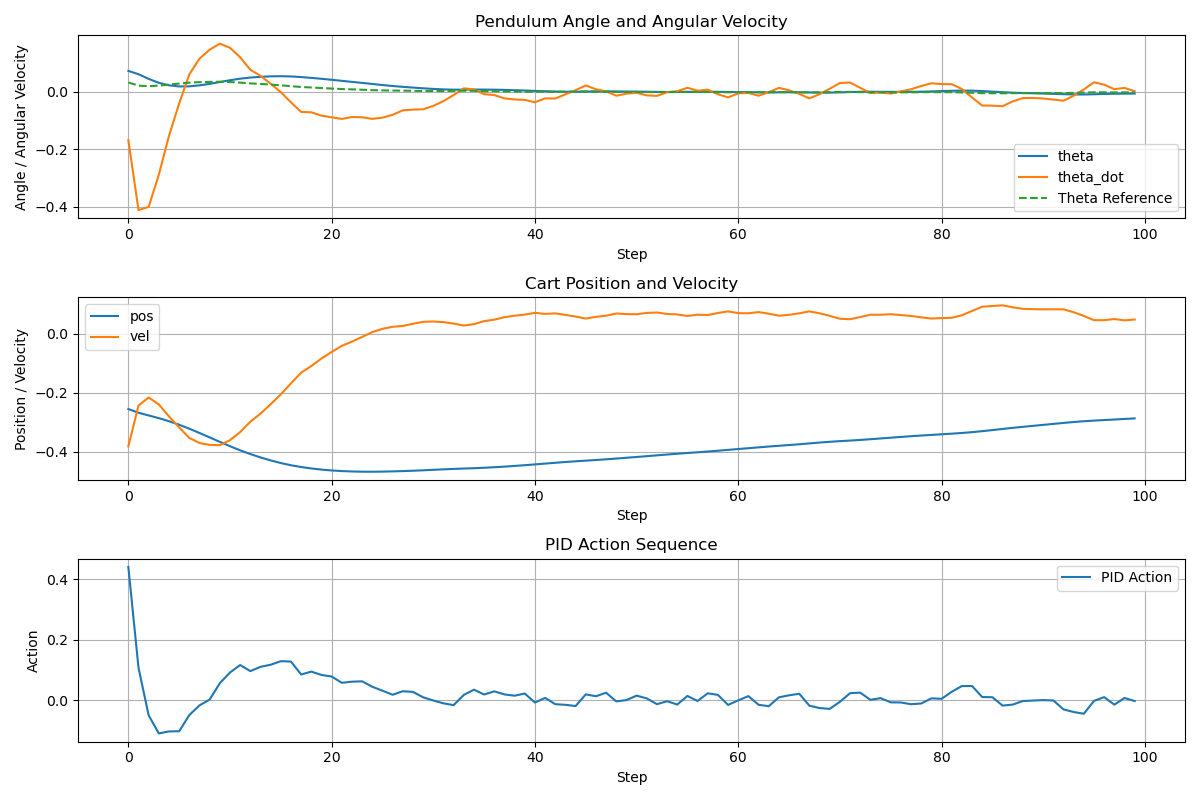 Pendulum Angle and Angular Velocity
Angle / Angular Velocity
0.0
−0.2
−0.4
theta
theta_dot
Theta Reference
0 20 40 60 80 100
Step
Cart Position and Velocity
Position / Velocity
pos
vel
0.0
−0.2
−0.4
0 20 40 60 80 100
Step
PID Action Sequence
Action
PID Action
0.4
0.2
0.0
0 20 40 60 80 100
Step